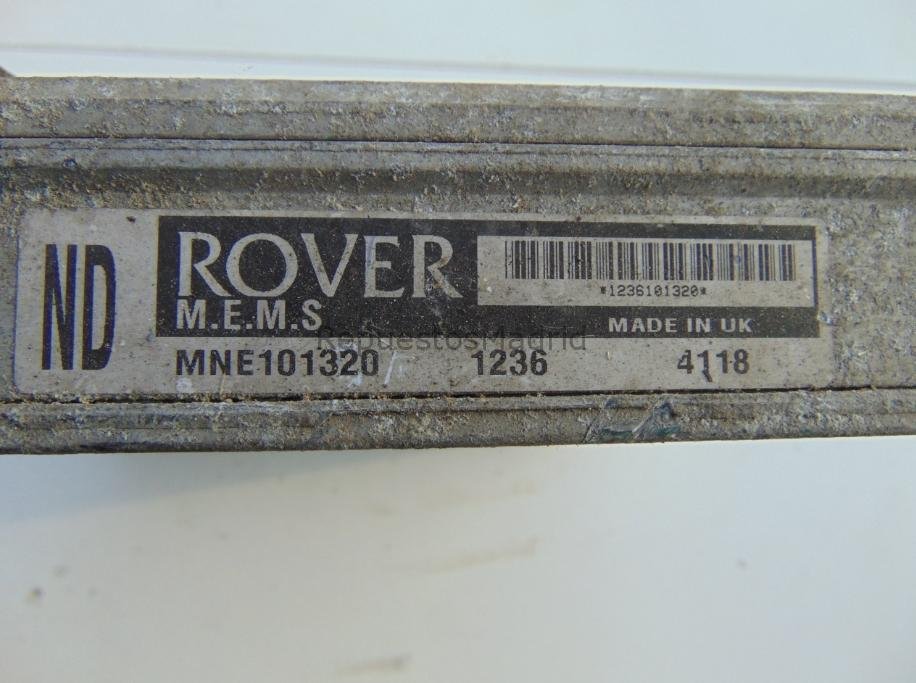 ND
ROVER
M.E.M.S
*1236101320*
MADE IN UK
RepuestosMadrid
MNE101320 1236 4118